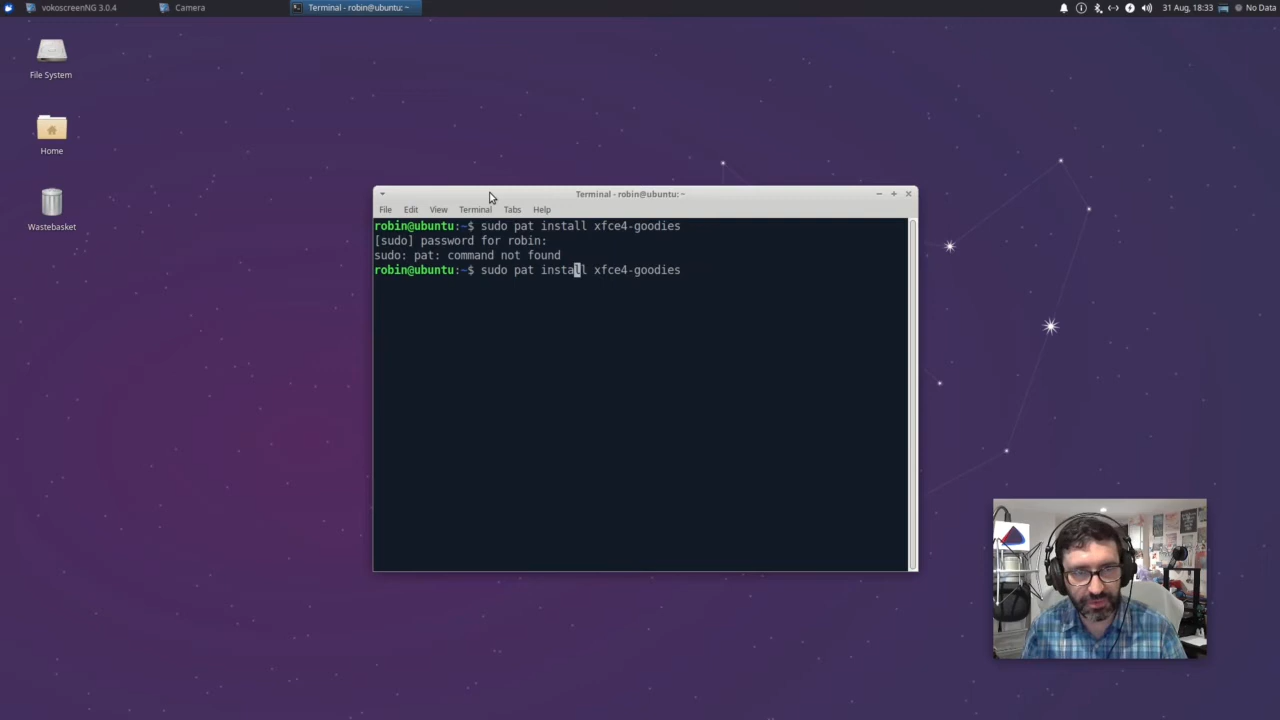 vokoscreenNG 3.0.4
Camera
Terminal - robin@ubuntu: ~
31 Aug, 18:33
No Data
File System
Home
Wastebasket
Terminal - robin@ubuntu: ~
File Edit View Terminal Tabs Help
robin@ubuntu:~$ sudo pat install xfce4-goodies
[sudo] password for robin:
sudo: pat: command not found
robin@ubuntu:~$ sudo pat install xfce4-goodies